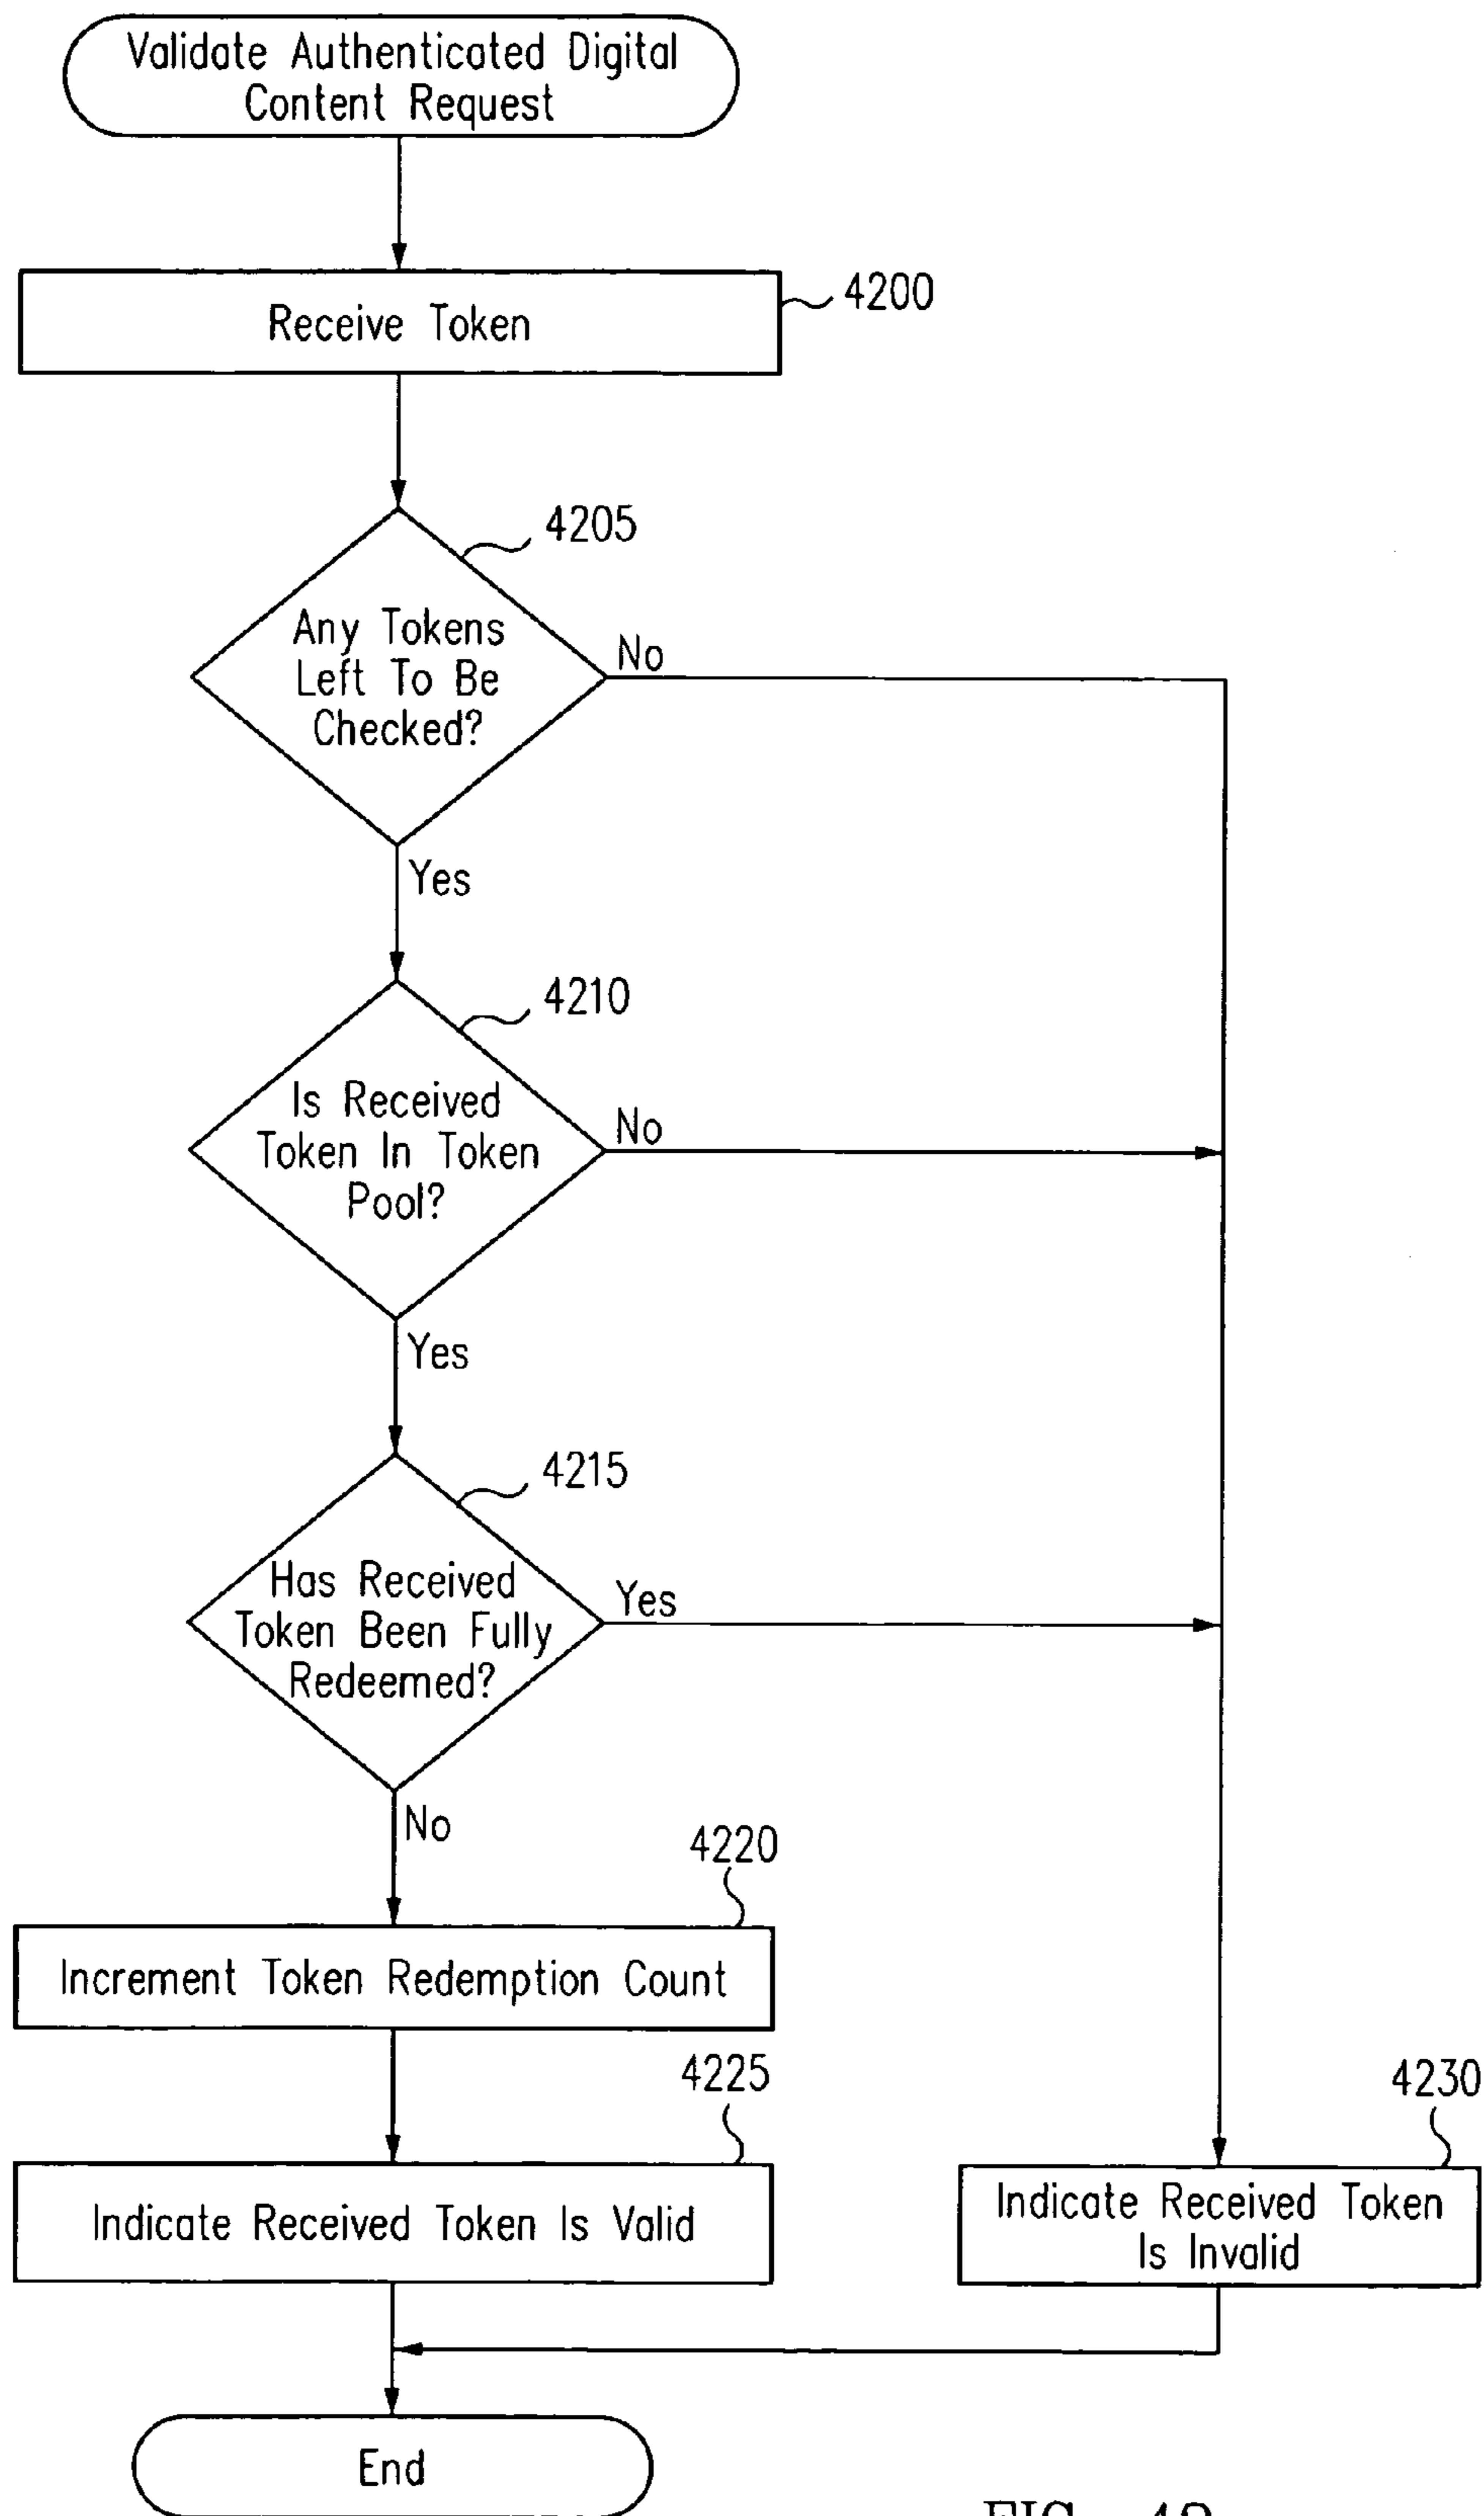 Validate Authenticated Digital
Content Request
Receive Token
4200
4205
Any Tokens
Left To Be
Checked?
No
Yes
4210
Is Received
Token In Token
Pool?
No
Yes
4215
Has Received
Token Been Fully
Redeemed?
Yes
No
4220
Increment Token Redemption Count
4225
Indicate Received Token Is Valid
4230
Indicate Received Token
Is Invalid
End
FIG. 42